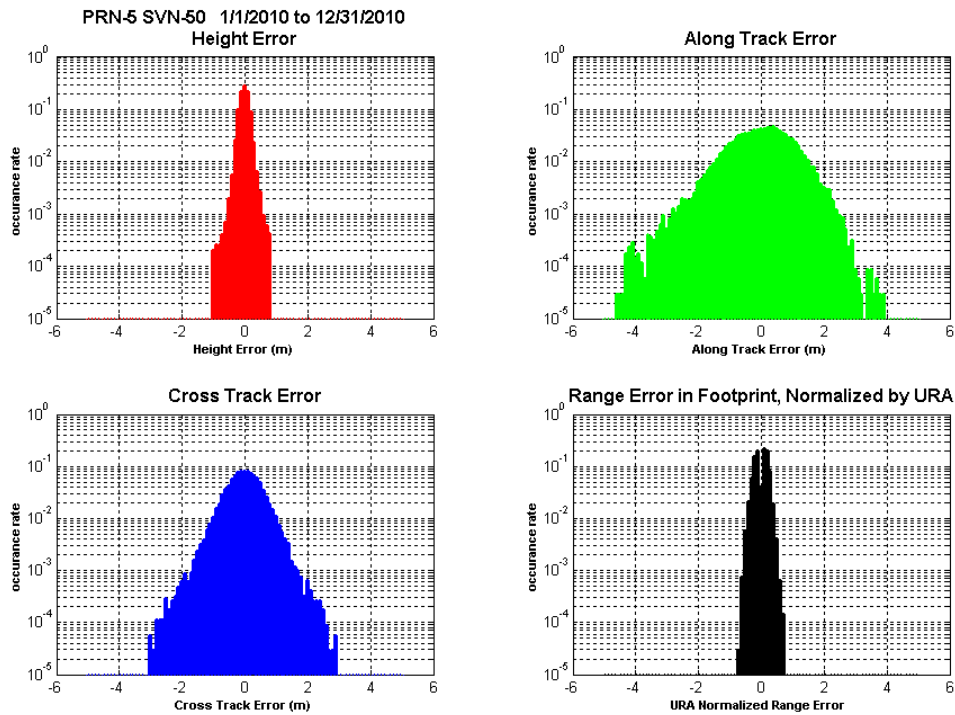 PRN-5 SVN-50 1/1/2010 to 12/31/2010
Height Error
10^0
10^-1
10^-2
10^-3
10^-4
10^-5
occurance rate
-6 -4 -2 0 2 4 6
Height Error (m)
Along Track Error
10^0
10^-1
10^-2
10^-3
10^-4
10^-5
occurance rate
-6 -4 -2 0 2 4 6
Along Track Error (m)
Cross Track Error
10^0
10^-1
10^-2
10^-3
10^-4
10^-5
occurance rate
-6 -4 -2 0 2 4 6
Cross Track Error (m)
Range Error in Footprint, Normalized by URA
10^0
10^-1
10^-2
10^-3
10^-4
10^-5
occurance rate
-6 -4 -2 0 2 4 6
URA Normalized Range Error